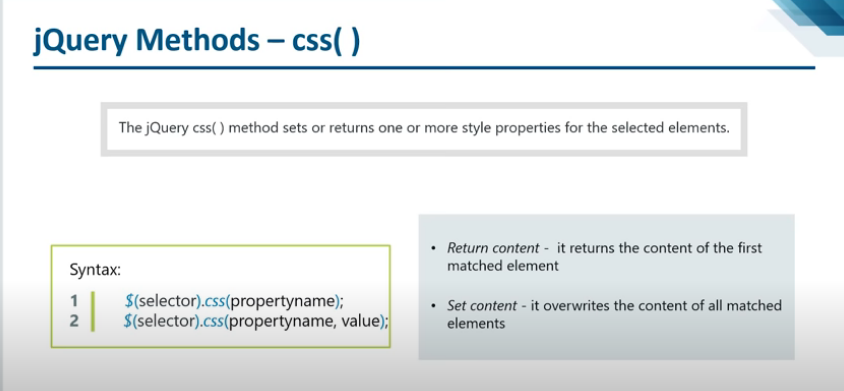 jQuery Methods – css( )
The jQuery css( ) method sets or returns one or more style properties for the selected elements.
Syntax:
1 $(selector).css(propertyname);
2 $(selector).css(propertyname, value);
• Return content - it returns the content of the first
matched element
• Set content - it overwrites the content of all matched
elements